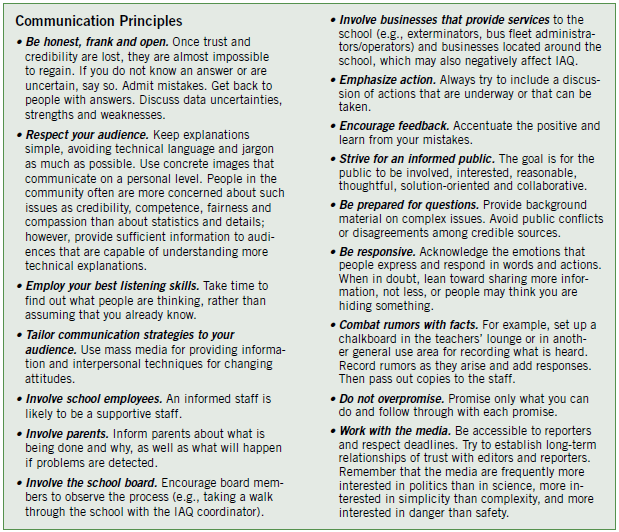 Communication Principles
• Be honest, frank and open. Once trust and
credibility are lost, they are almost impossible
to regain. If you do not know an answer or are
uncertain, say so. Admit mistakes. Get back to
people with answers. Discuss data uncertainties,
strengths and weaknesses.
• Respect your audience. Keep explanations
simple, avoiding technical language and jargon
as much as possible. Use concrete images that
communicate on a personal level. People in the
community often are more concerned about such
issues as credibility, competence, fairness and
compassion than about statistics and details;
however, provide sufficient information to audi-
ences that are capable of understanding more
technical explanations.
• Employ your best listening skills. Take time to
find out what people are thinking, rather than
assuming that you already know.
• Tailor communication strategies to your
audience. Use mass media for providing informa-
tion and interpersonal techniques for changing
attitudes.
• Involve school employees. An informed staff is
likely to be a supportive staff.
• Involve parents. Inform parents about what is
being done and why, as well as what will happen
if problems are detected.
• Involve the school board. Encourage board mem-
bers to observe the process (e.g., taking a walk
through the school with the IAQ coordinator).
• Involve businesses that provide services to the
school (e.g., exterminators, bus fleet administra-
tors/operators) and businesses located around the
school, which may also negatively affect IAQ.
• Emphasize action. Always try to include a discus-
sion of actions that are underway or that can be
taken.
• Encourage feedback. Accentuate the positive and
learn from your mistakes.
• Strive for an informed public. The goal is for the
public to be involved, interested, reasonable,
thoughtful, solution-oriented and collaborative.
• Be prepared for questions. Provide background
material on complex issues. Avoid public conflicts
or disagreements among credible sources.
• Be responsive. Acknowledge the emotions that
people express and respond in words and actions.
When in doubt, lean toward sharing more infor-
mation, not less, or people may think you are
hiding something.
• Combat rumors with facts. For example, set up a
chalkboard in the teachers' lounge or in anoth-
er general use area for recording what is heard.
Record rumors as they arise and add responses.
Then pass out copies to the staff.
• Do not overpromise. Promise only what you can
do and follow through with each promise.
• Work with the media. Be accessible to reporters
and respect deadlines. Try to establish long-term
relationships of trust with editors and reporters.
Remember that the media are frequently more
interested in politics than in science, more in-
terested in simplicity than complexity, and more
interested in danger than safety.